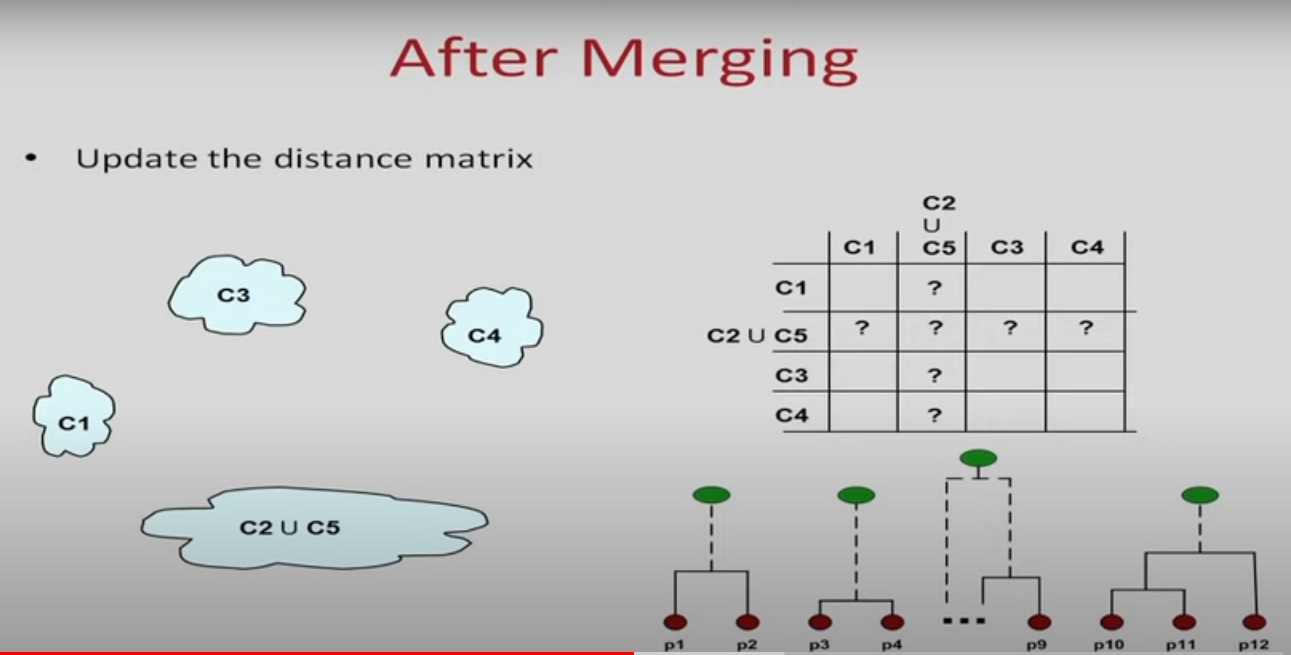 After Merging
• Update the distance matrix
C2
U
C1 C5 C3 C4
C1 ?
C2 U C5 ? ? ? ?
C3 ?
C4 ?
C3
C4
C1
C2 U C5
p1 p2 p3 p4 ... p9 p10 p11 p12